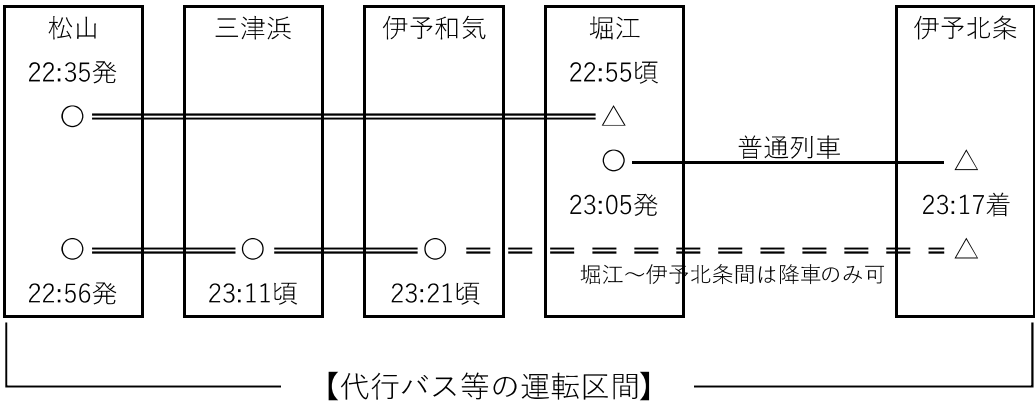 松山 三津浜 伊予和気 堀江 伊予北条
22:35発 22:55頃
○ △
○ 普通列車 △
23:05発 23:17着
○ ○ ○ △
堀江～伊予北条間は降車のみ可
22:56発 23:11頃 23:21頃
【代行バス等の運転区間】